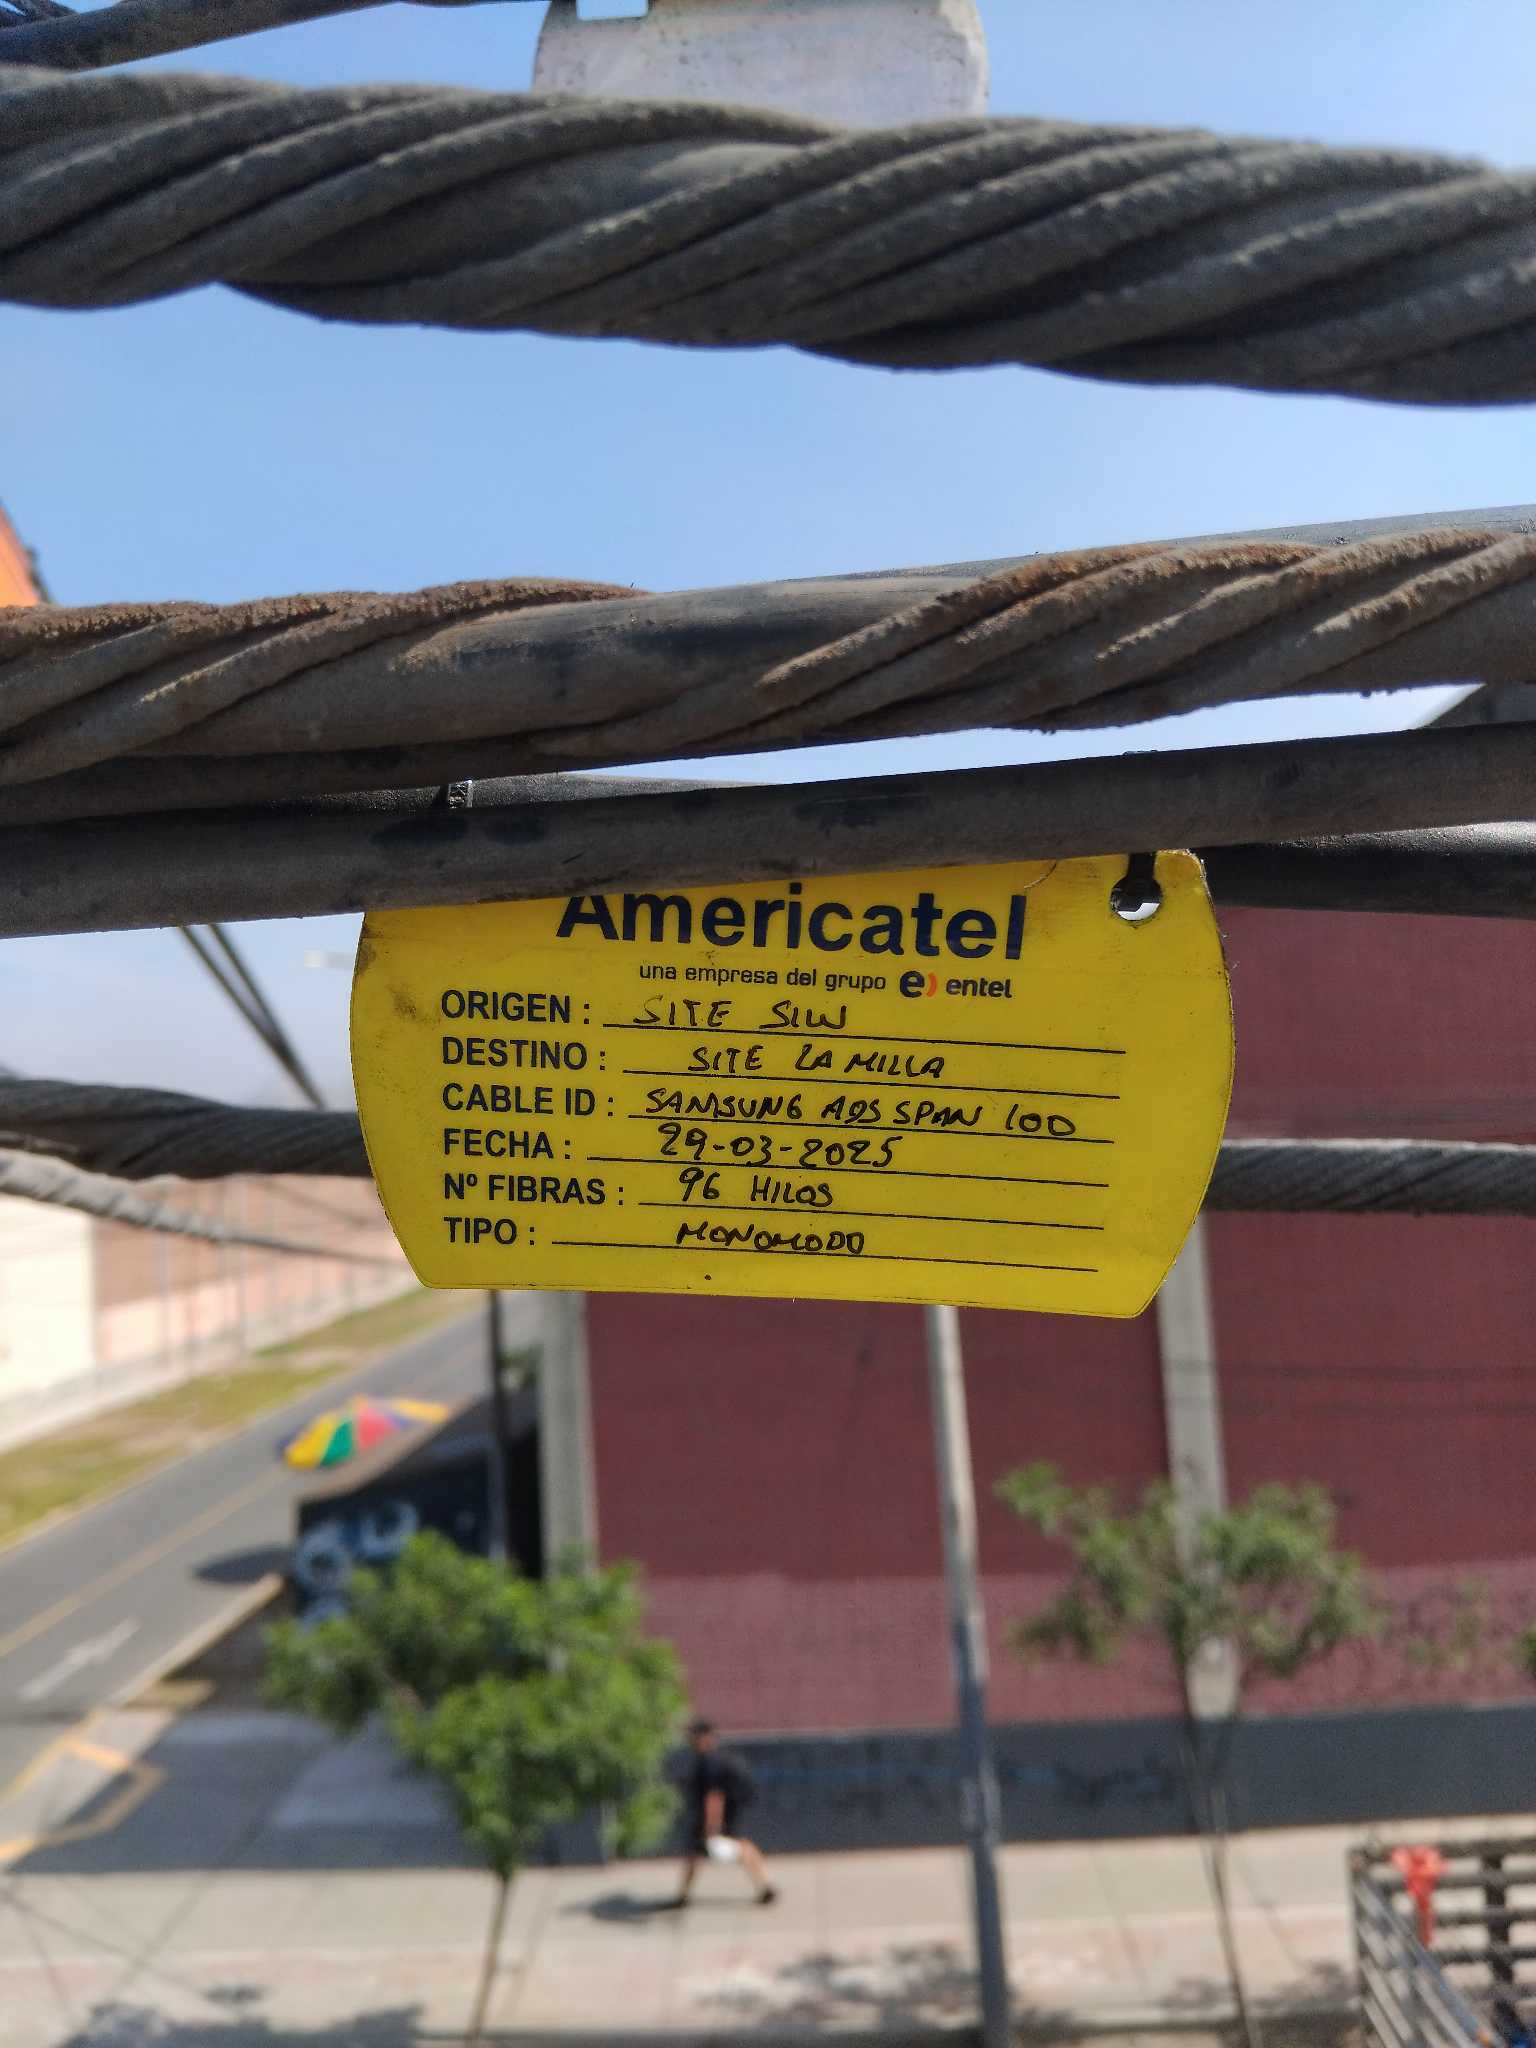 Americatel
una empresa del grupo e) entel
ORIGEN : SITE SIW
DESTINO : SITE LA MILLA
CABLE ID : SAMSUNG ADS SPAN 100
FECHA : 29-03-2025
Nº FIBRAS : 96 HILOS
TIPO : MONOMODO